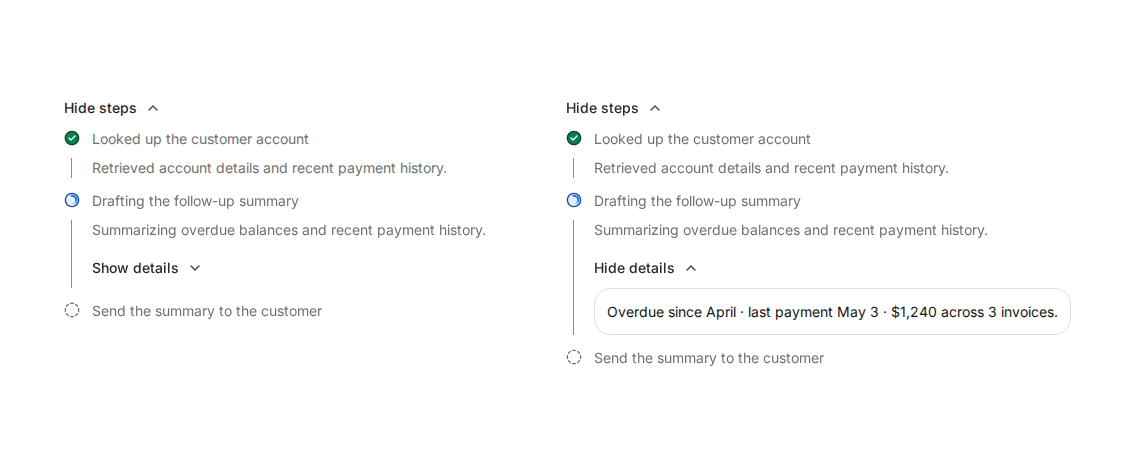 Hide steps
Looked up the customer account
Retrieved account details and recent payment history.
Drafting the follow-up summary
Summarizing overdue balances and recent payment history.
Show details
Send the summary to the customer
Hide steps
Looked up the customer account
Retrieved account details and recent payment history.
Drafting the follow-up summary
Summarizing overdue balances and recent payment history.
Hide details
Overdue since April · last payment May 3 · $1,240 across 3 invoices.
Send the summary to the customer